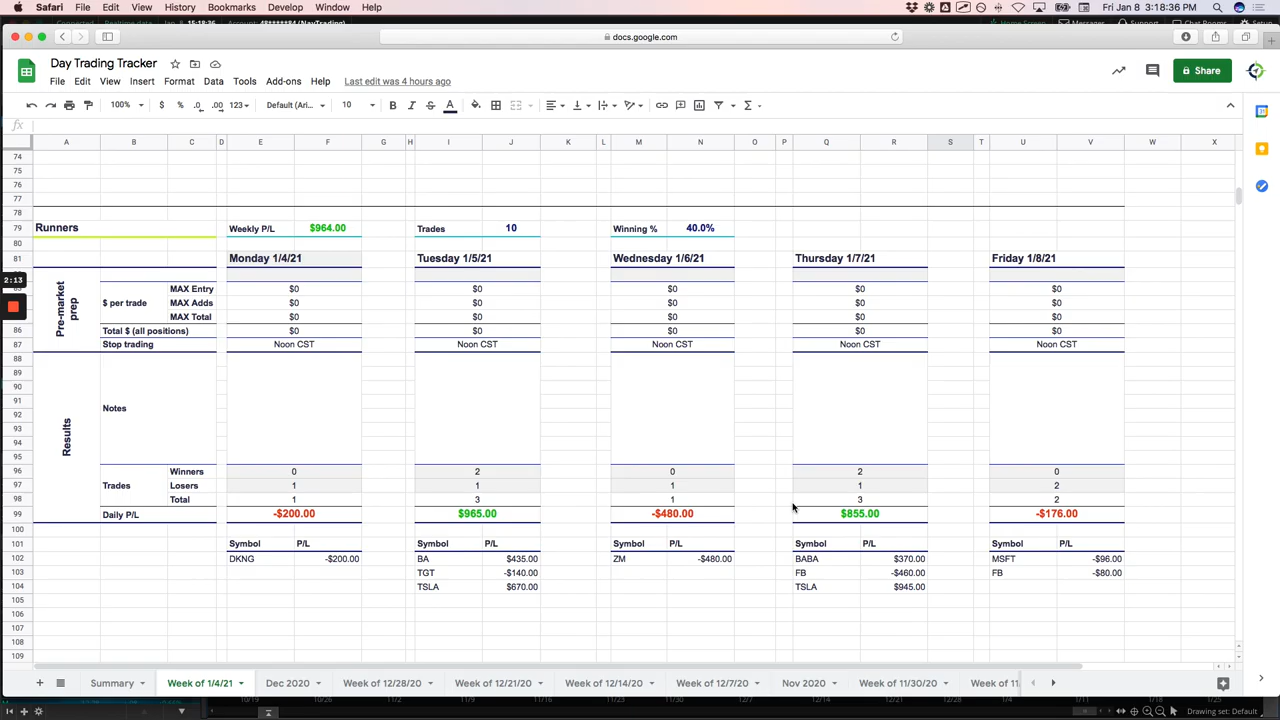 Safari File Edit View History Bookmarks Develop Window Help Fri Jan 8 3:18:36 PM
docs.google.com
Day Trading Tracker
File Edit View Insert Format Data Tools Add-ons Help Last edit was 4 hours ago
Share
100% $ % .0 .00 123 Default (Ari... 10 B I S A
fx
A B C D E F G H I J K L M N O P Q R S T U V W X
74
75
76
77
78
79 Runners Weekly P/L $964.00 Trades 10 Winning % 40.0%
80
81 Monday 1/4/21 Tuesday 1/5/21 Wednesday 1/6/21 Thursday 1/7/21 Friday 1/8/21
2:13
Pre-market prep
$ per trade
MAX Entry $0 $0 $0 $0 $0
MAX Adds $0 $0 $0 $0 $0
MAX Total $0 $0 $0 $0 $0
86 Total $ (all positions) $0 $0 $0 $0 $0
87 Stop trading Noon CST Noon CST Noon CST Noon CST Noon CST
88
89
90
91
Notes
92
93
94
95
Results
Trades
96 Winners 0 2 0 2 0
97 Losers 1 1 1 1 2
98 Total 1 3 1 3 2
99 Daily P/L -$200.00 $965.00 -$480.00 $855.00 -$176.00
100
101 Symbol P/L Symbol P/L Symbol P/L Symbol P/L Symbol P/L
102 DKNG -$200.00 BA $435.00 ZM -$480.00 BABA $370.00 MSFT -$96.00
103 TGT -$140.00 FB -$460.00 FB -$80.00
104 TSLA $670.00 TSLA $945.00
105
106
107
108
109
Summary Week of 1/4/21 Dec 2020 Week of 12/28/20 Week of 12/21/20 Week of 12/14/20 Week of 12/7/20 Nov 2020 Week of 11/30/20 Week of 11
Drawing set: Default